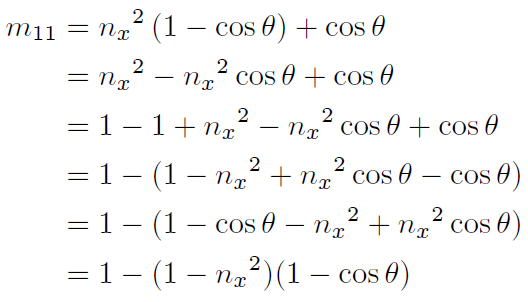 m₁₁ = nₓ² (1 − cos θ) + cos θ
= nₓ² − nₓ² cos θ + cos θ
= 1 − 1 + nₓ² − nₓ² cos θ + cos θ
= 1 − (1 − nₓ² + nₓ² cos θ − cos θ)
= 1 − (1 − cos θ − nₓ² + nₓ² cos θ)
= 1 − (1 − nₓ²)(1 − cos θ)